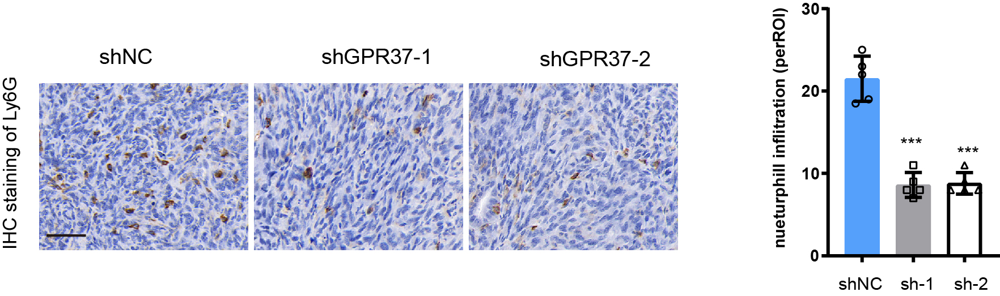 shNC
shGPR37-1
shGPR37-2
IHC staining of Ly6G
nueturphill inflitration (perROI)
30
20
10
0
***
***
shNC
sh-1
sh-2